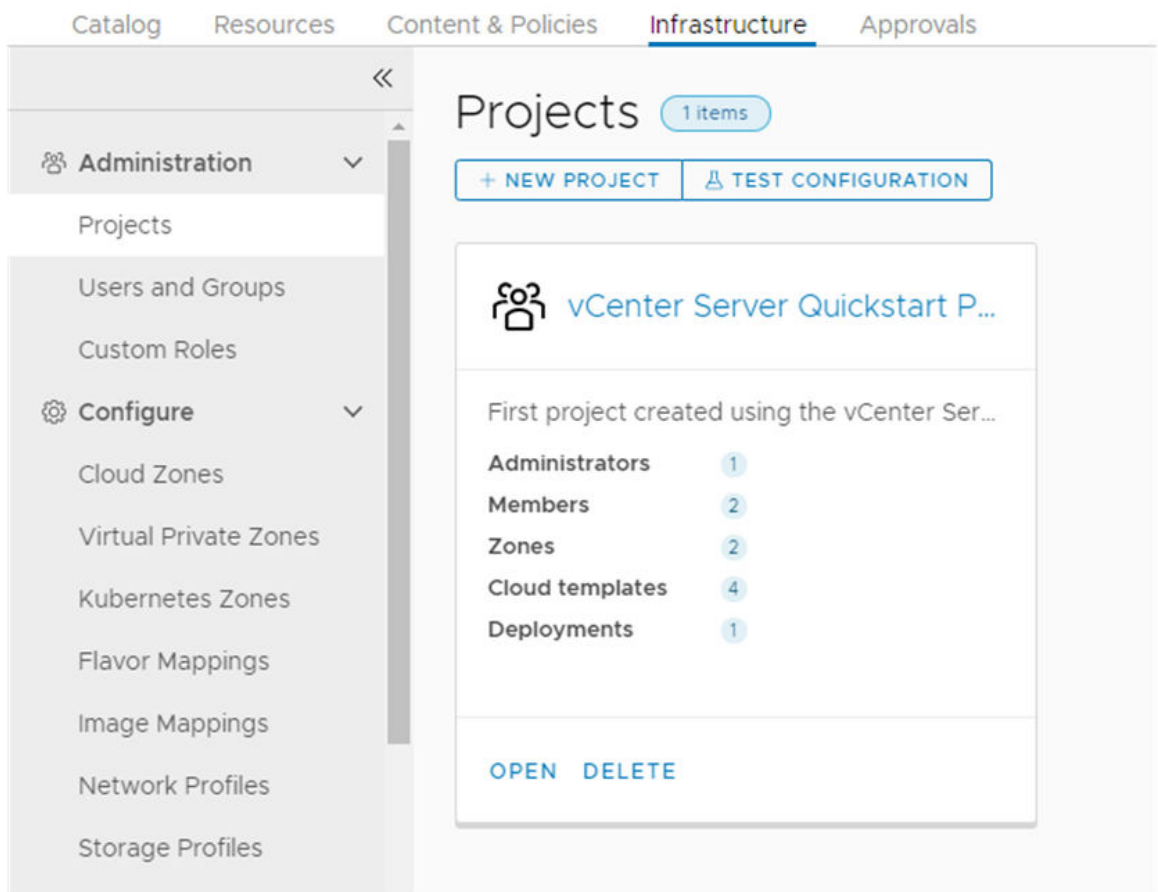 Catalog Resources Content & Policies Infrastructure Approvals
Administration
Projects
Users and Groups
Custom Roles
Configure
Cloud Zones
Virtual Private Zones
Kubernetes Zones
Flavor Mappings
Image Mappings
Network Profiles
Storage Profiles
Projects 1 items
+ NEW PROJECT TEST CONFIGURATION
vCenter Server Quickstart P...
First project created using the vCenter Ser...
Administrators 1
Members 2
Zones 2
Cloud templates 4
Deployments 1
OPEN DELETE